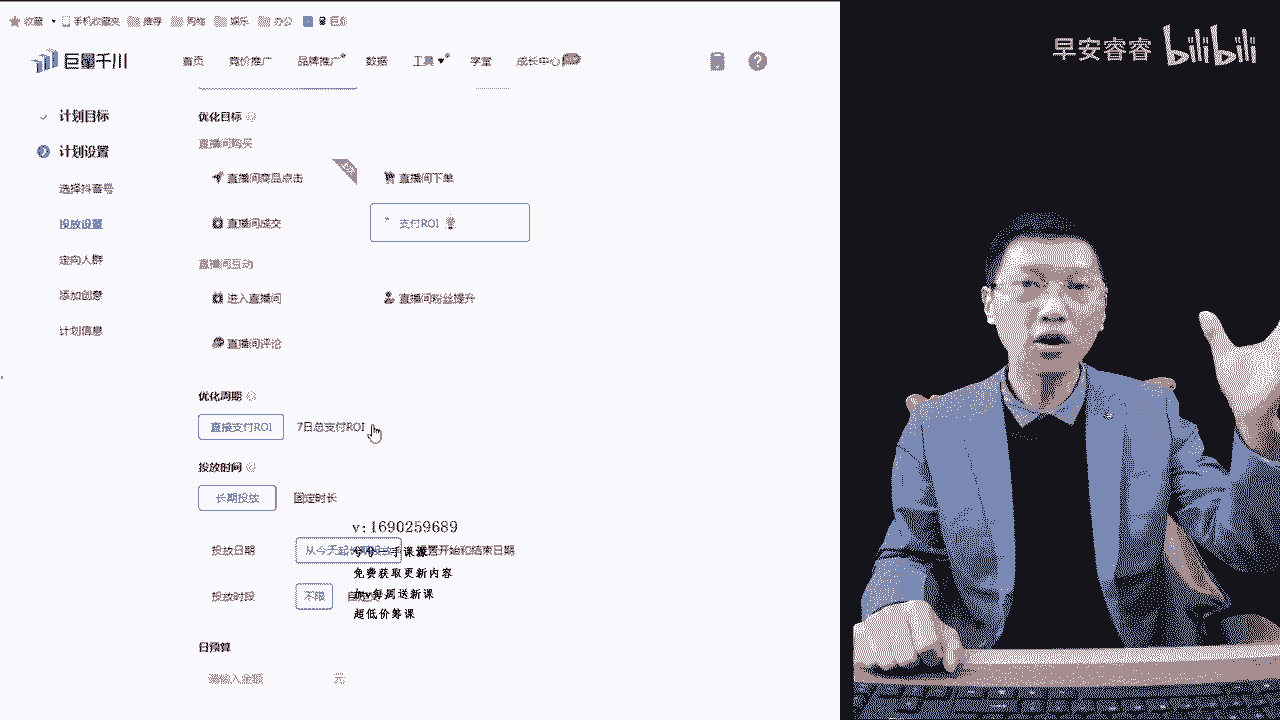 收藏 手机收藏夹 推荐 购物 娱乐 办公
巨量千川 首页 竞价推广 品牌推广 数据 工具 学堂 成长中心
早安睿睿 bilibili
计划目标
计划设置
选择抖音号
投放设置
定向人群
添加创意
计划信息
优化目标
直播间购买
直播间商品点击 直播间下单
直播间成交 支付ROI
直播间互动
进入直播间 直播间粉丝提升
直播间评论
优化周期
直接支付ROI 7日总支付ROI
投放时间
长期投放 固定时长
v:1690259689
投放日期 从今天起 设置开始和结束日期
手课源
免费获取更新内容
投放时段 不限
每周送新课
超低价筹课
日预算
请输入金额 元